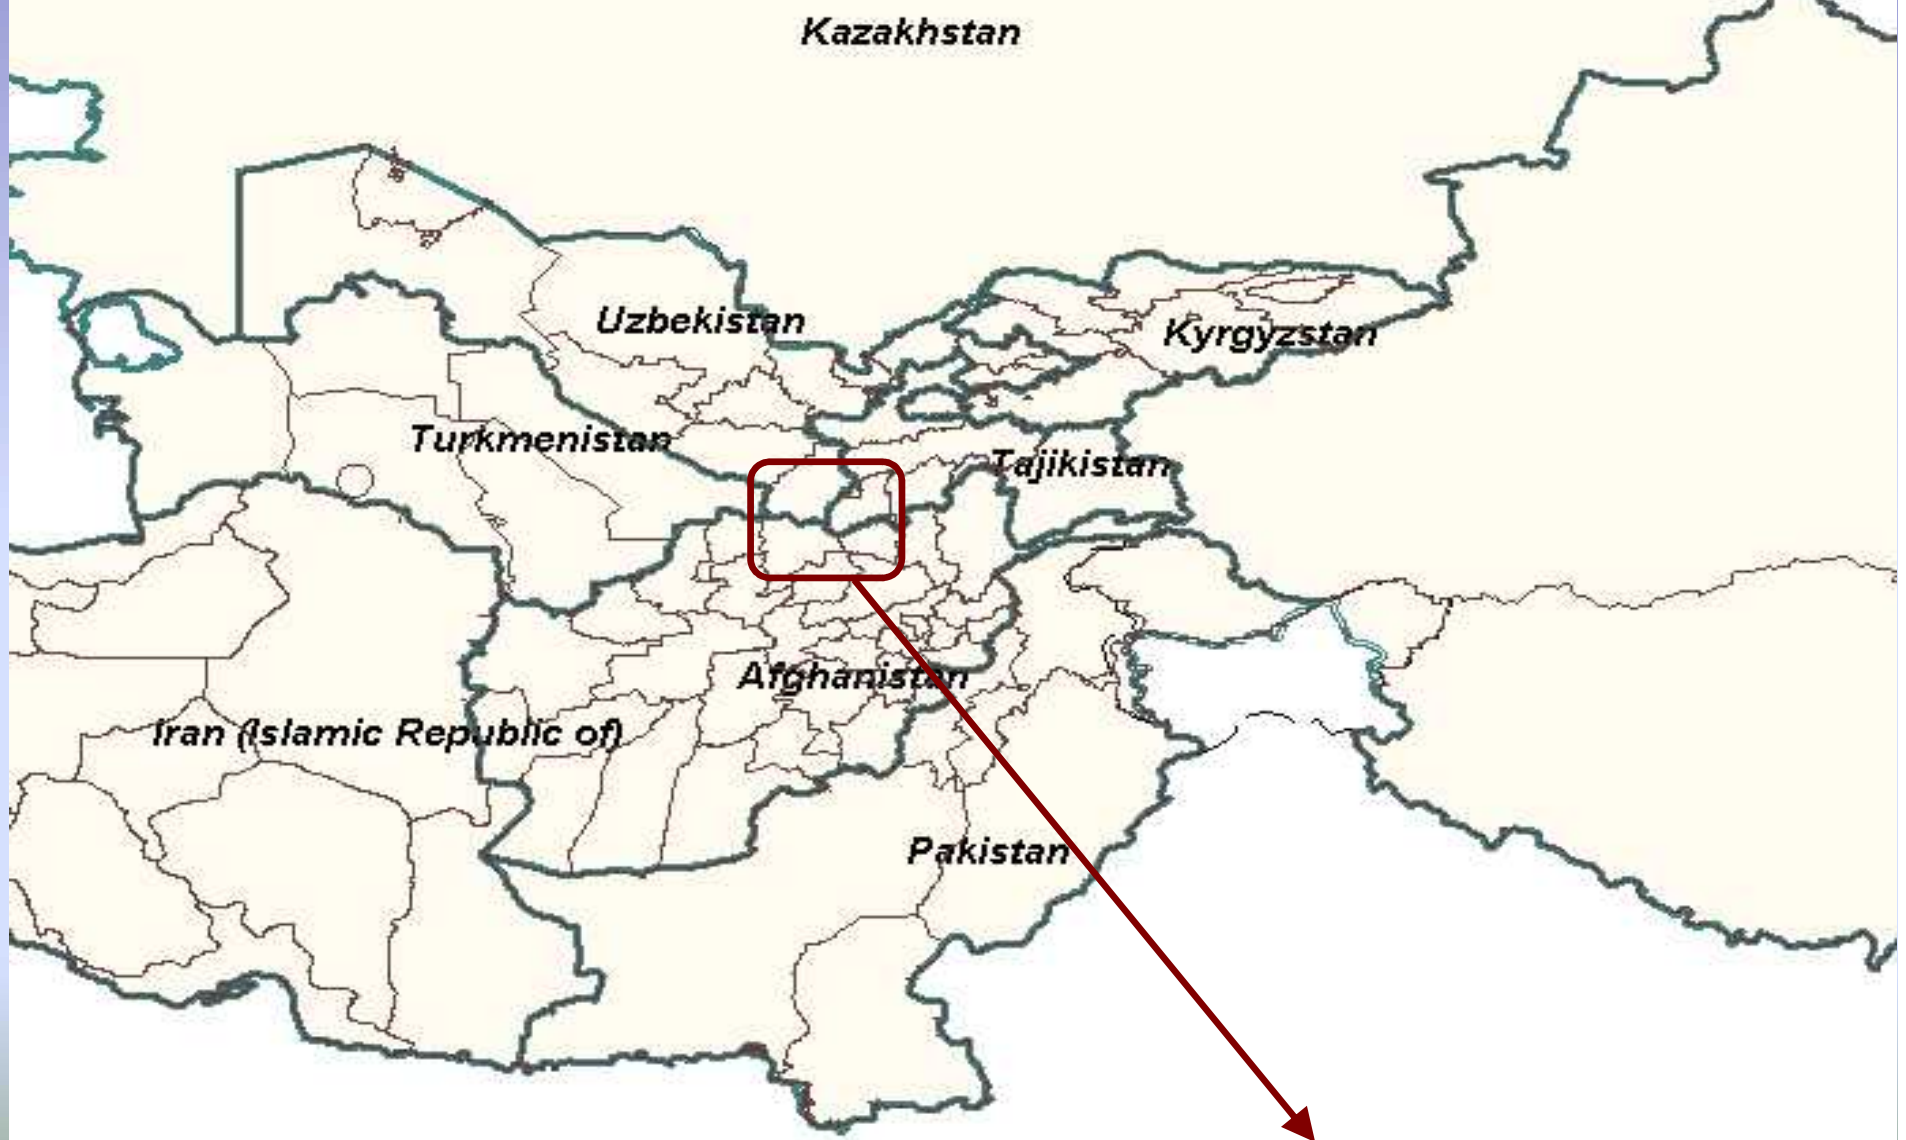 Kazakhstan
Uzbekistan
Kyrgyzstan
Turkmenistan
Tajikistan
Afghanistan
Iran (Islamic Republic of)
Pakistan